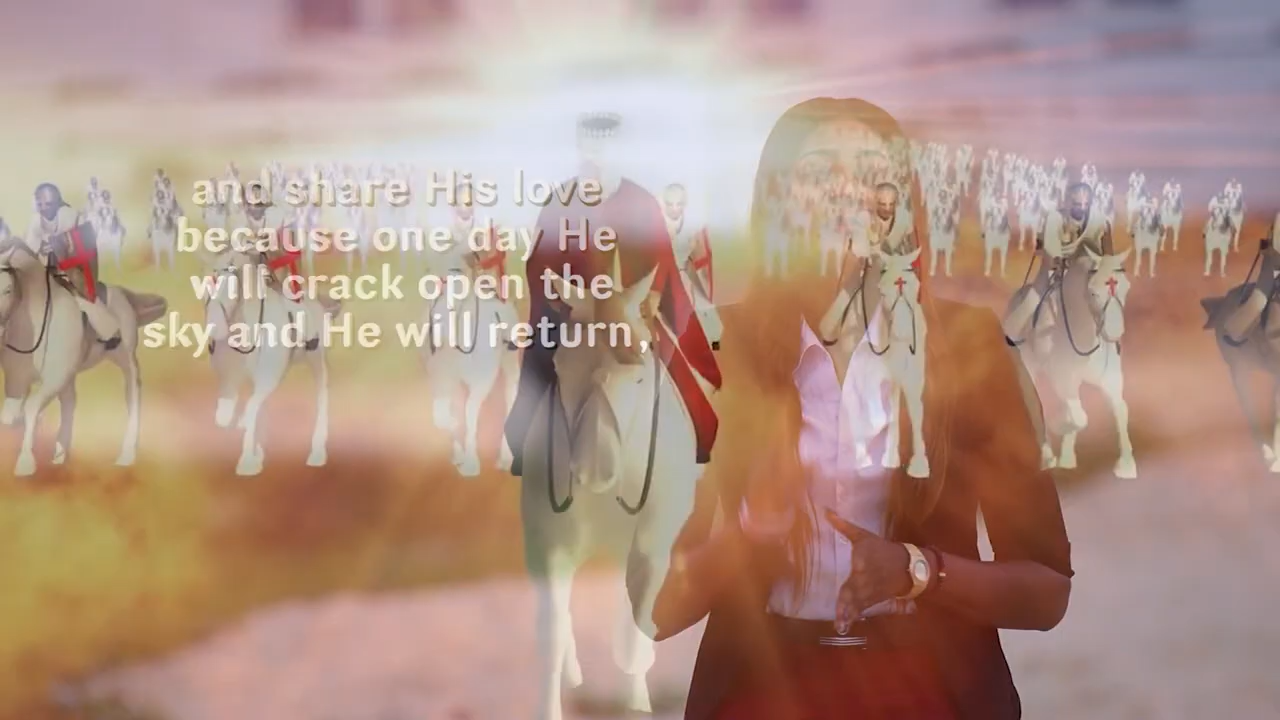 and share His love
because one day He
will crack open the
sky and He will return,